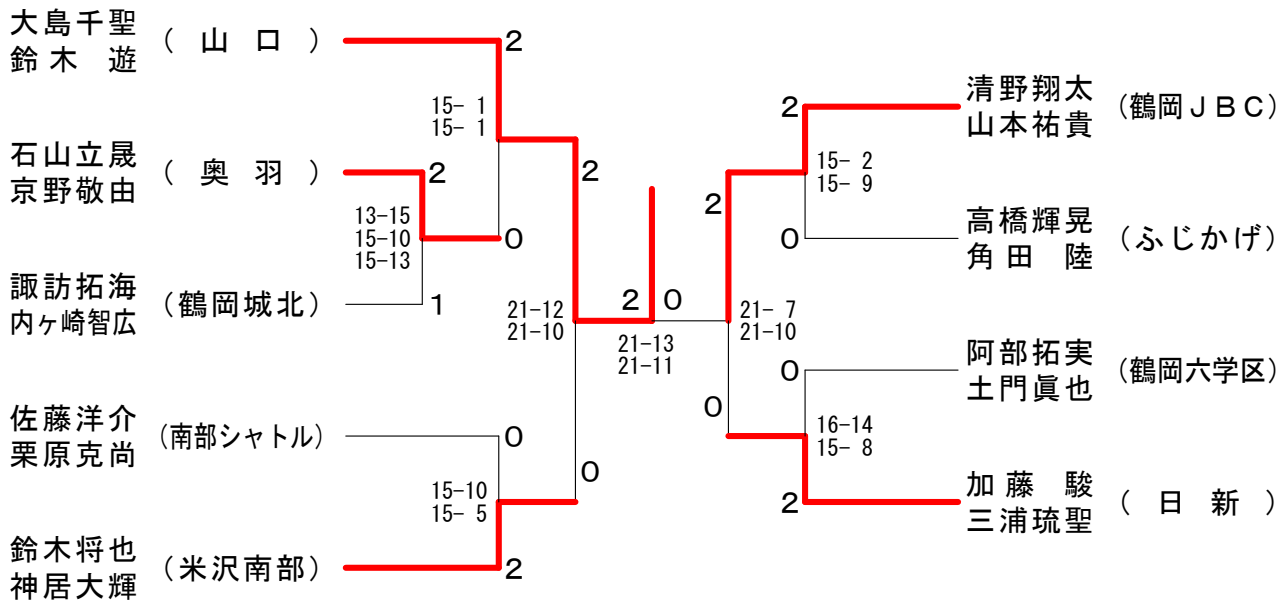 大島千聖
鈴木　遊
（　山　口　）
2
15- 1
15- 1
石山立晟
京野敬由
（　奥　羽　）
2
13-15
15-10
15-13
0
諏訪拓海
内ヶ崎智広
（鶴岡城北）
1
2
21-12
21-10
佐藤洋介
栗原克尚
（南部シャトル）
0
15-10
15- 5
0
鈴木将也
神居大輝
（米沢南部）
2
2
0
21-13
21-11
清野翔太
山本祐貴
（鶴岡ＪＢＣ）
2
15- 2
15- 9
2
高橋輝晃
角田　陸
（ふじかげ）
0
21- 7
21-10
阿部拓実
土門眞也
（鶴岡六学区）
0
0
16-14
15- 8
加藤　駿
三浦琉聖
（　日　新　）
2